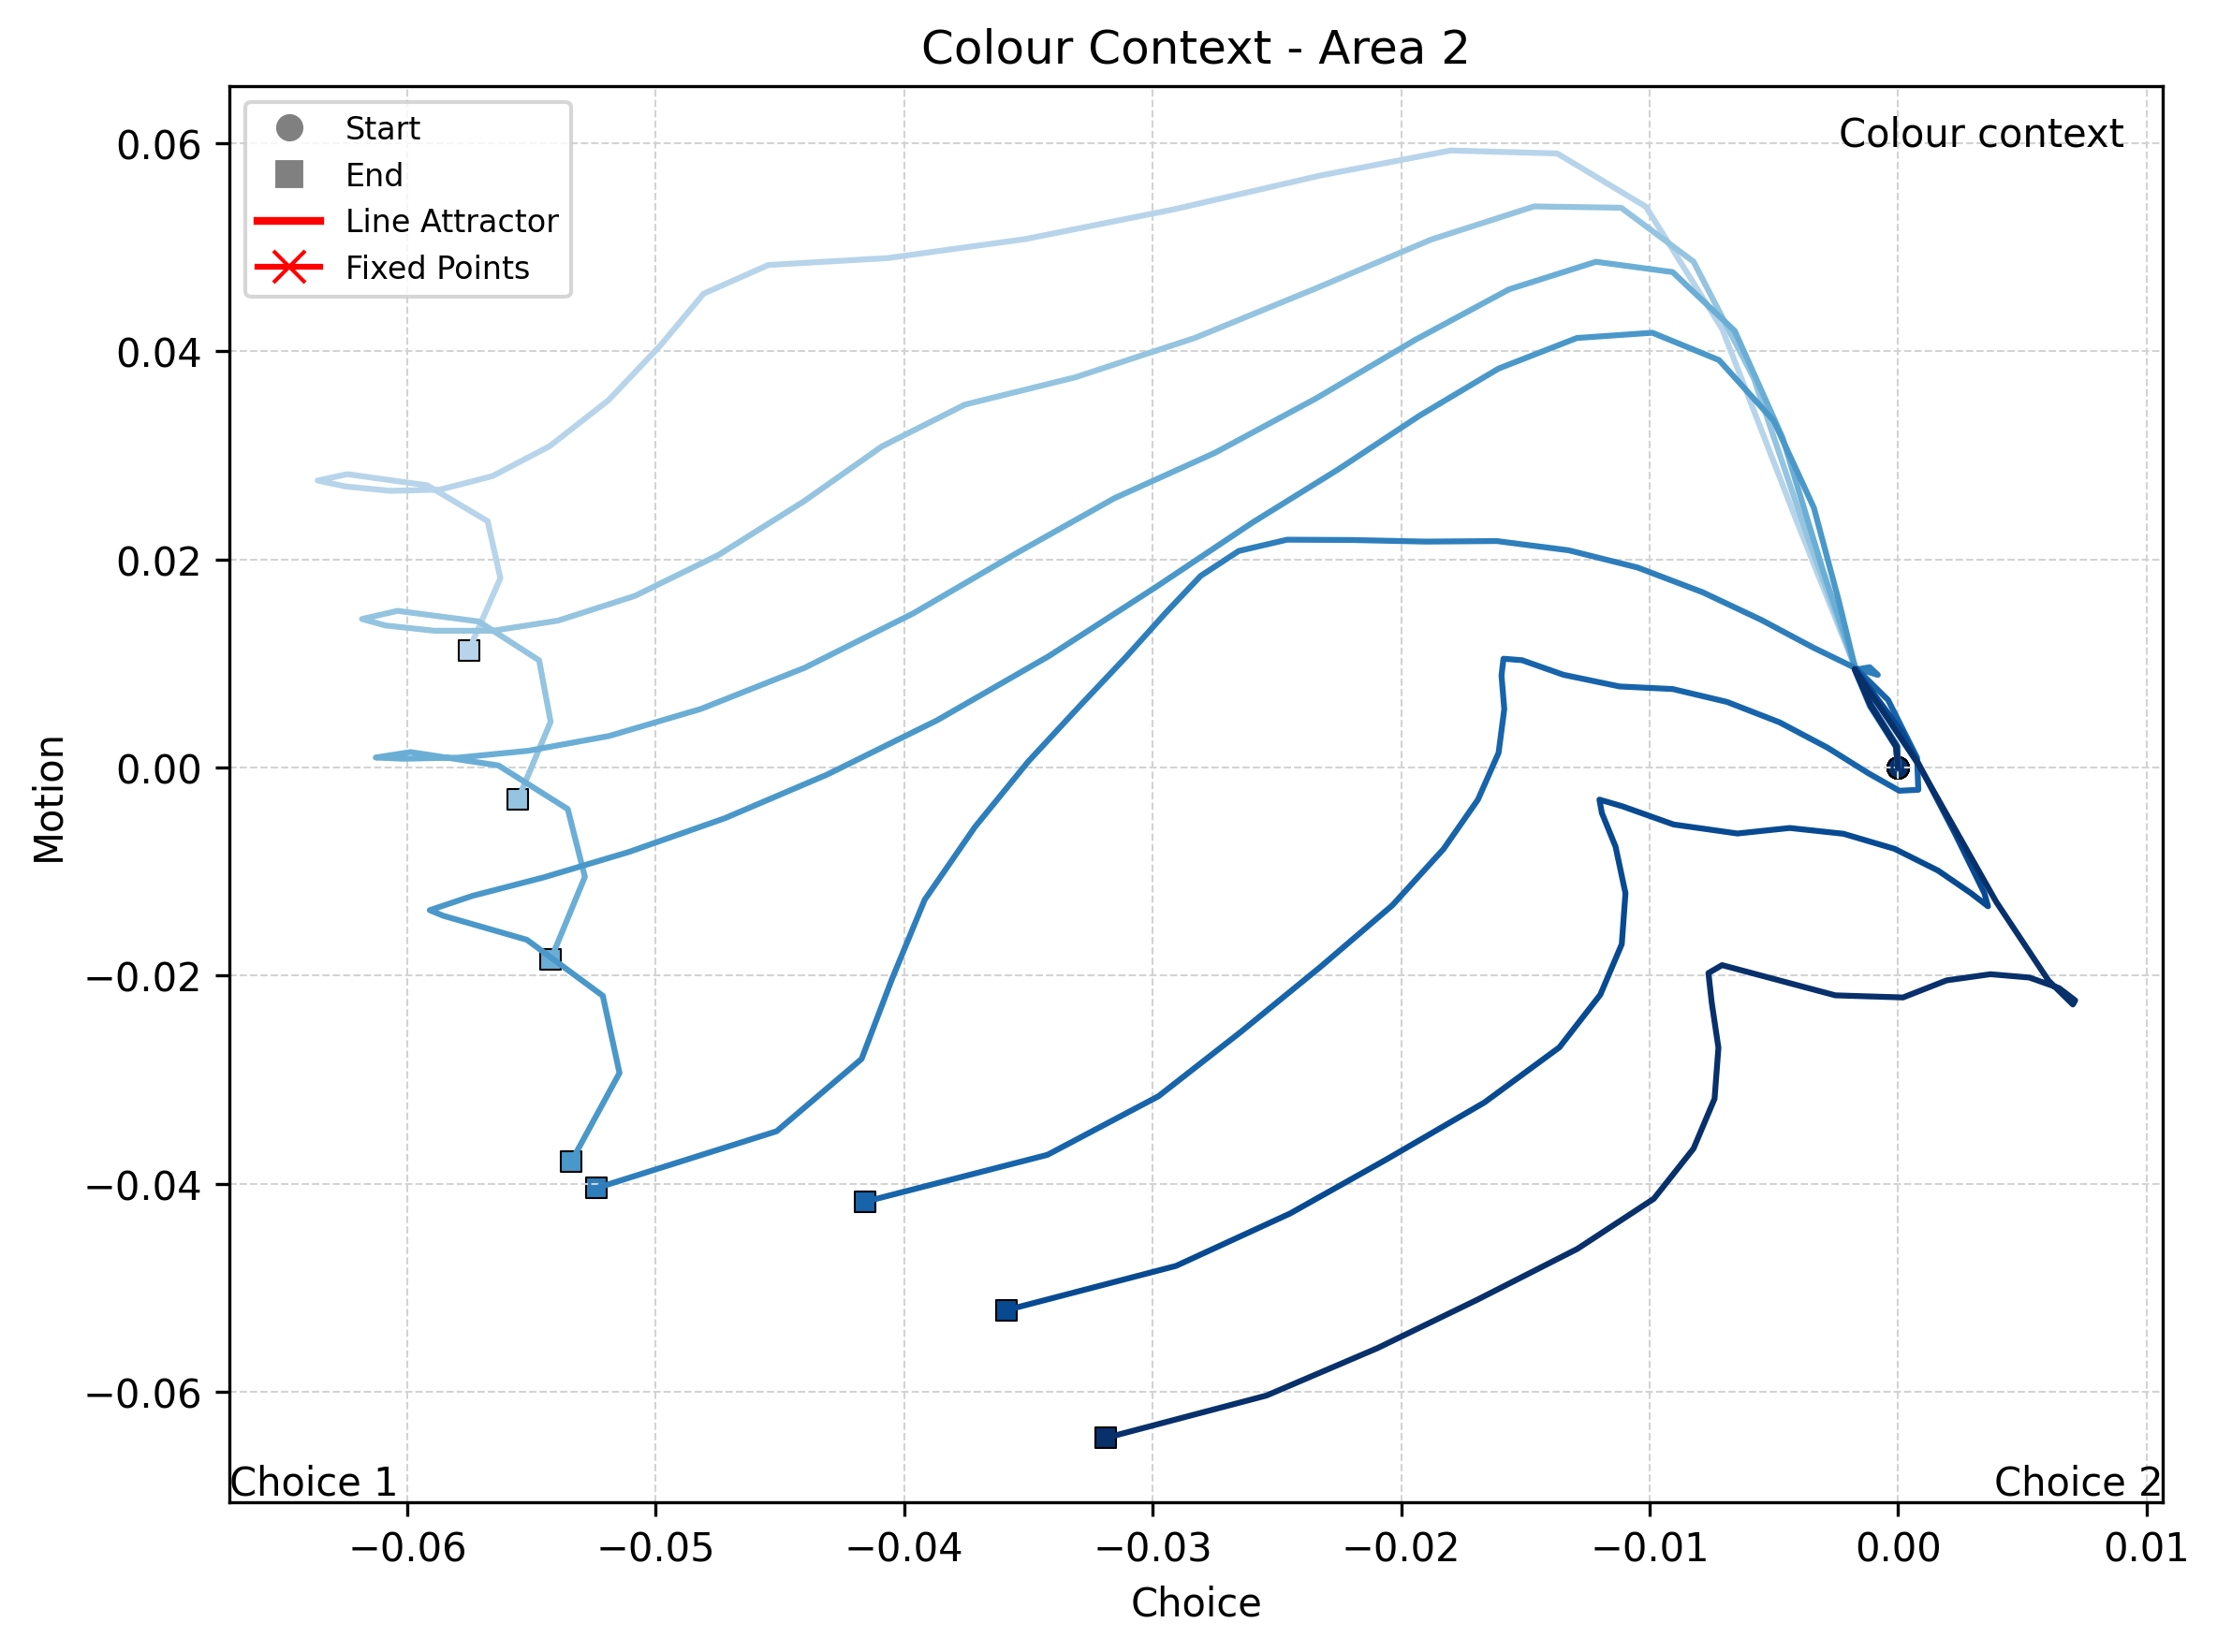 Colour Context - Area 2
Colour context
Start
End
Line Attractor
Fixed Points
0.06
0.04
0.02
0.00
−0.02
−0.04
−0.06
Motion
Choice 1
Choice 2
−0.06 −0.05 −0.04 −0.03 −0.02 −0.01 0.00 0.01
Choice